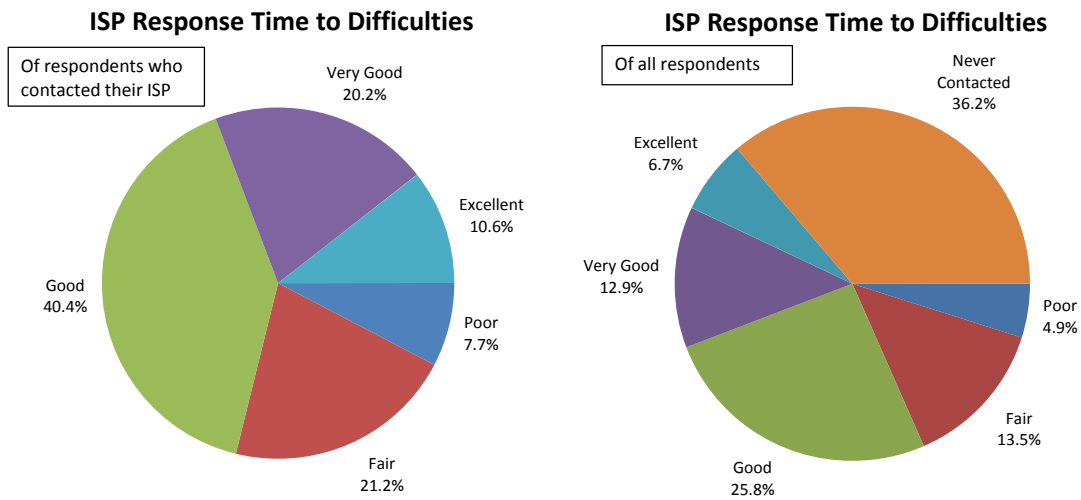 ISP Response Time to Difficulties
Of respondents who
contacted their ISP
Very Good
20.2%
Excellent
10.6%
Good
40.4%
Poor
7.7%
Fair
21.2%
ISP Response Time to Difficulties
Of all respondents
Never
Contacted
36.2%
Excellent
6.7%
Very Good
12.9%
Poor
4.9%
Fair
13.5%
Good
25.8%